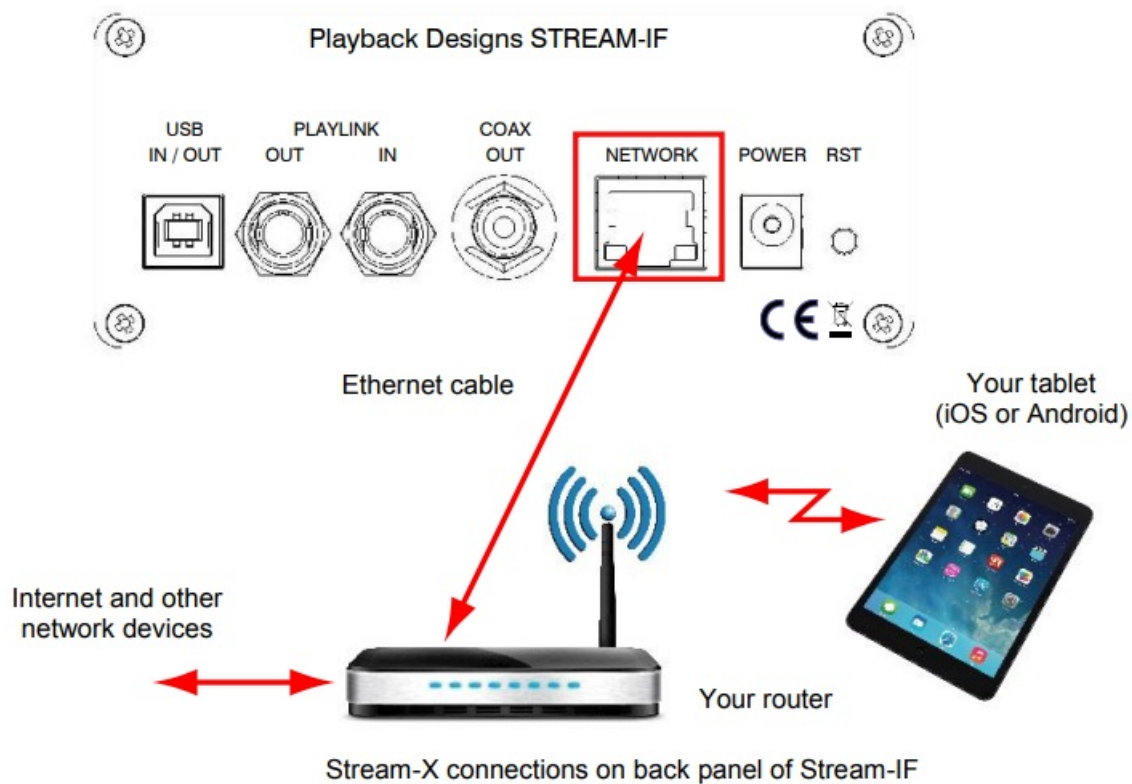 Playback Designs STREAM-IF
USB PLAYLINK COAX
IN / OUT OUT IN OUT NETWORK POWER RST
CE
Ethernet cable
Your tablet
(iOS or Android)
Internet and other
network devices
Your router
Stream-X connections on back panel of Stream-IF